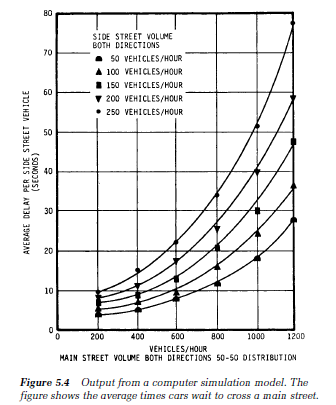 80
70
60
50
40
30
20
10
0
AVERAGE DELAY PER SIDE STREET VEHICLE
(SECONDS)
SIDE STREET VOLUME
BOTH DIRECTIONS
50 VEHICLES/HOUR
100 VEHICLES/HOUR
150 VEHICLES/HOUR
200 VEHICLES/HOUR
250 VEHICLES/HOUR
0 200 400 600 800 1000 1200
VEHICLES/HOUR
MAIN STREET VOLUME BOTH DIRECTIONS 50-50 DISTRIBUTION
Figure 5.4 Output from a computer simulation model. The
figure shows the average times cars wait to cross a main street.